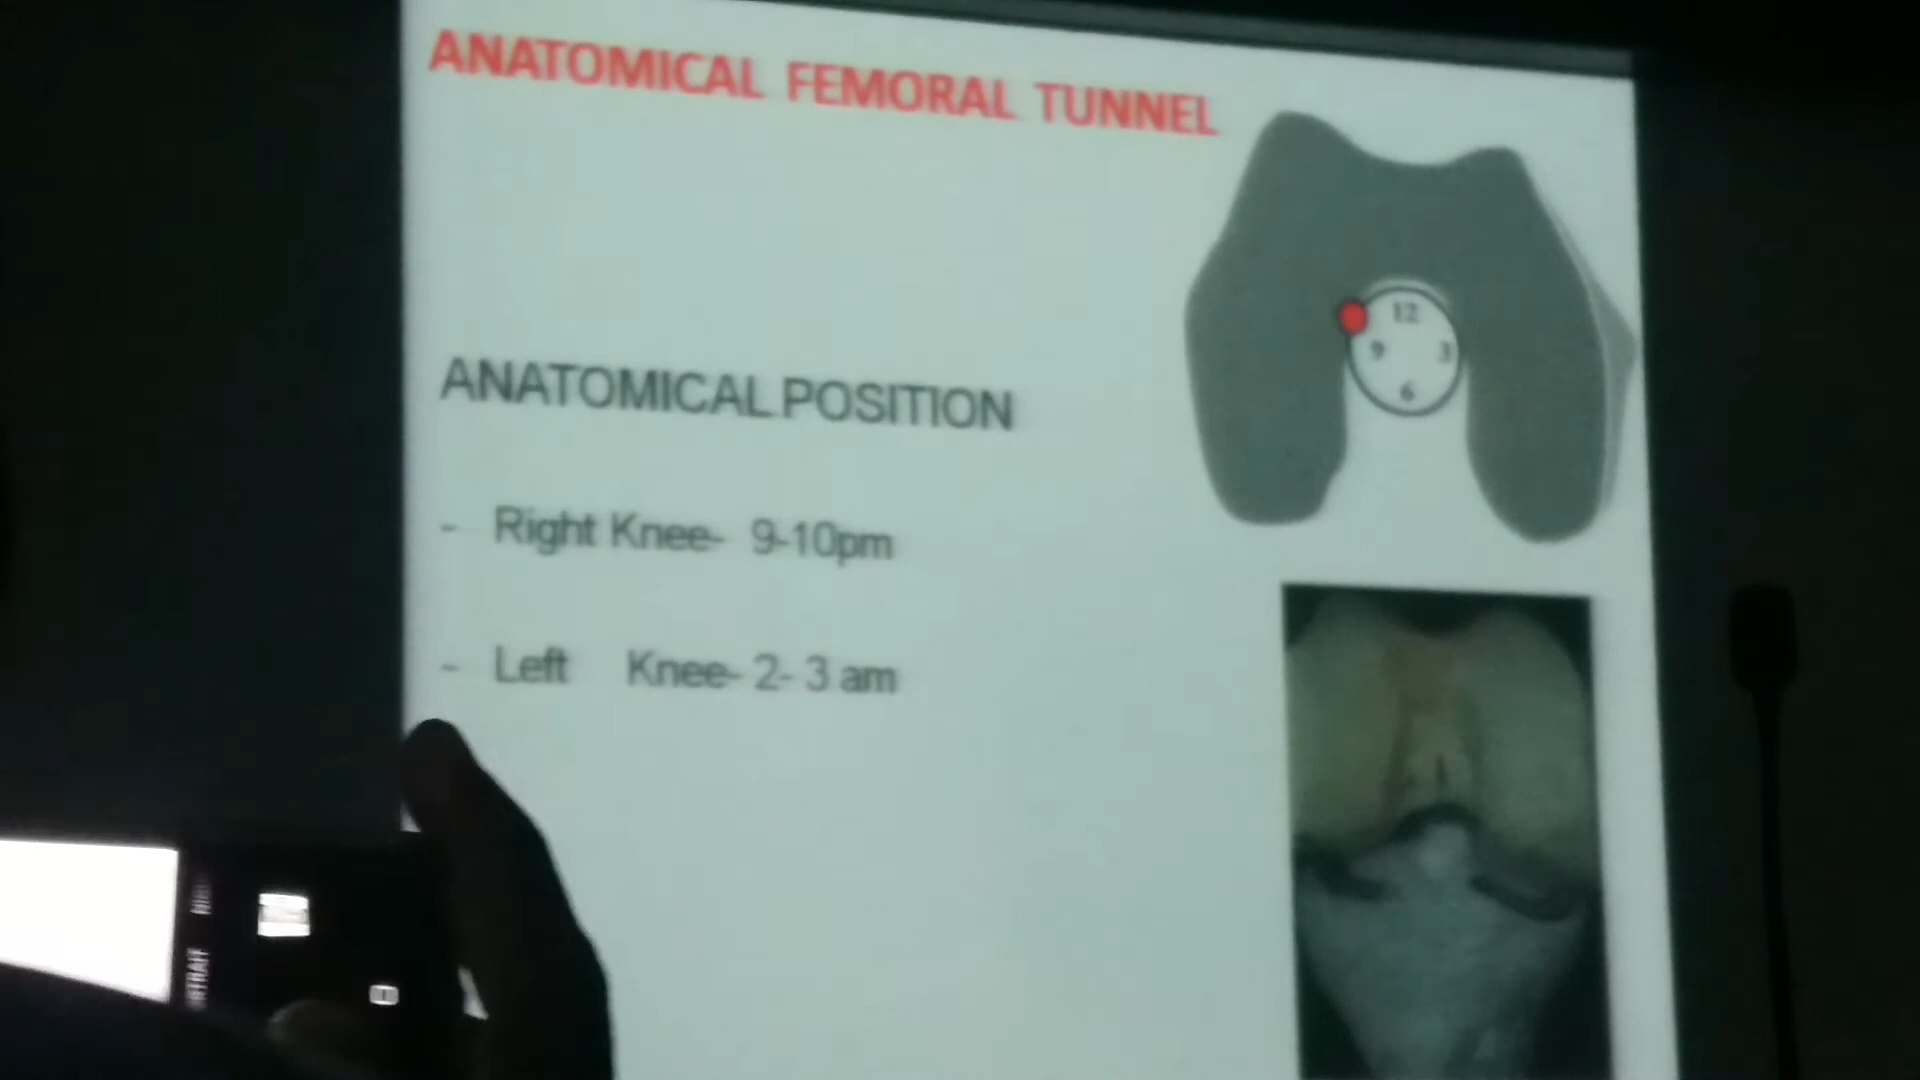 ANATOMICAL FEMORAL TUNNEL
12
9 3
6
ANATOMICAL POSITION
- Right Knee- 9-10pm
- Left Knee- 2- 3 am